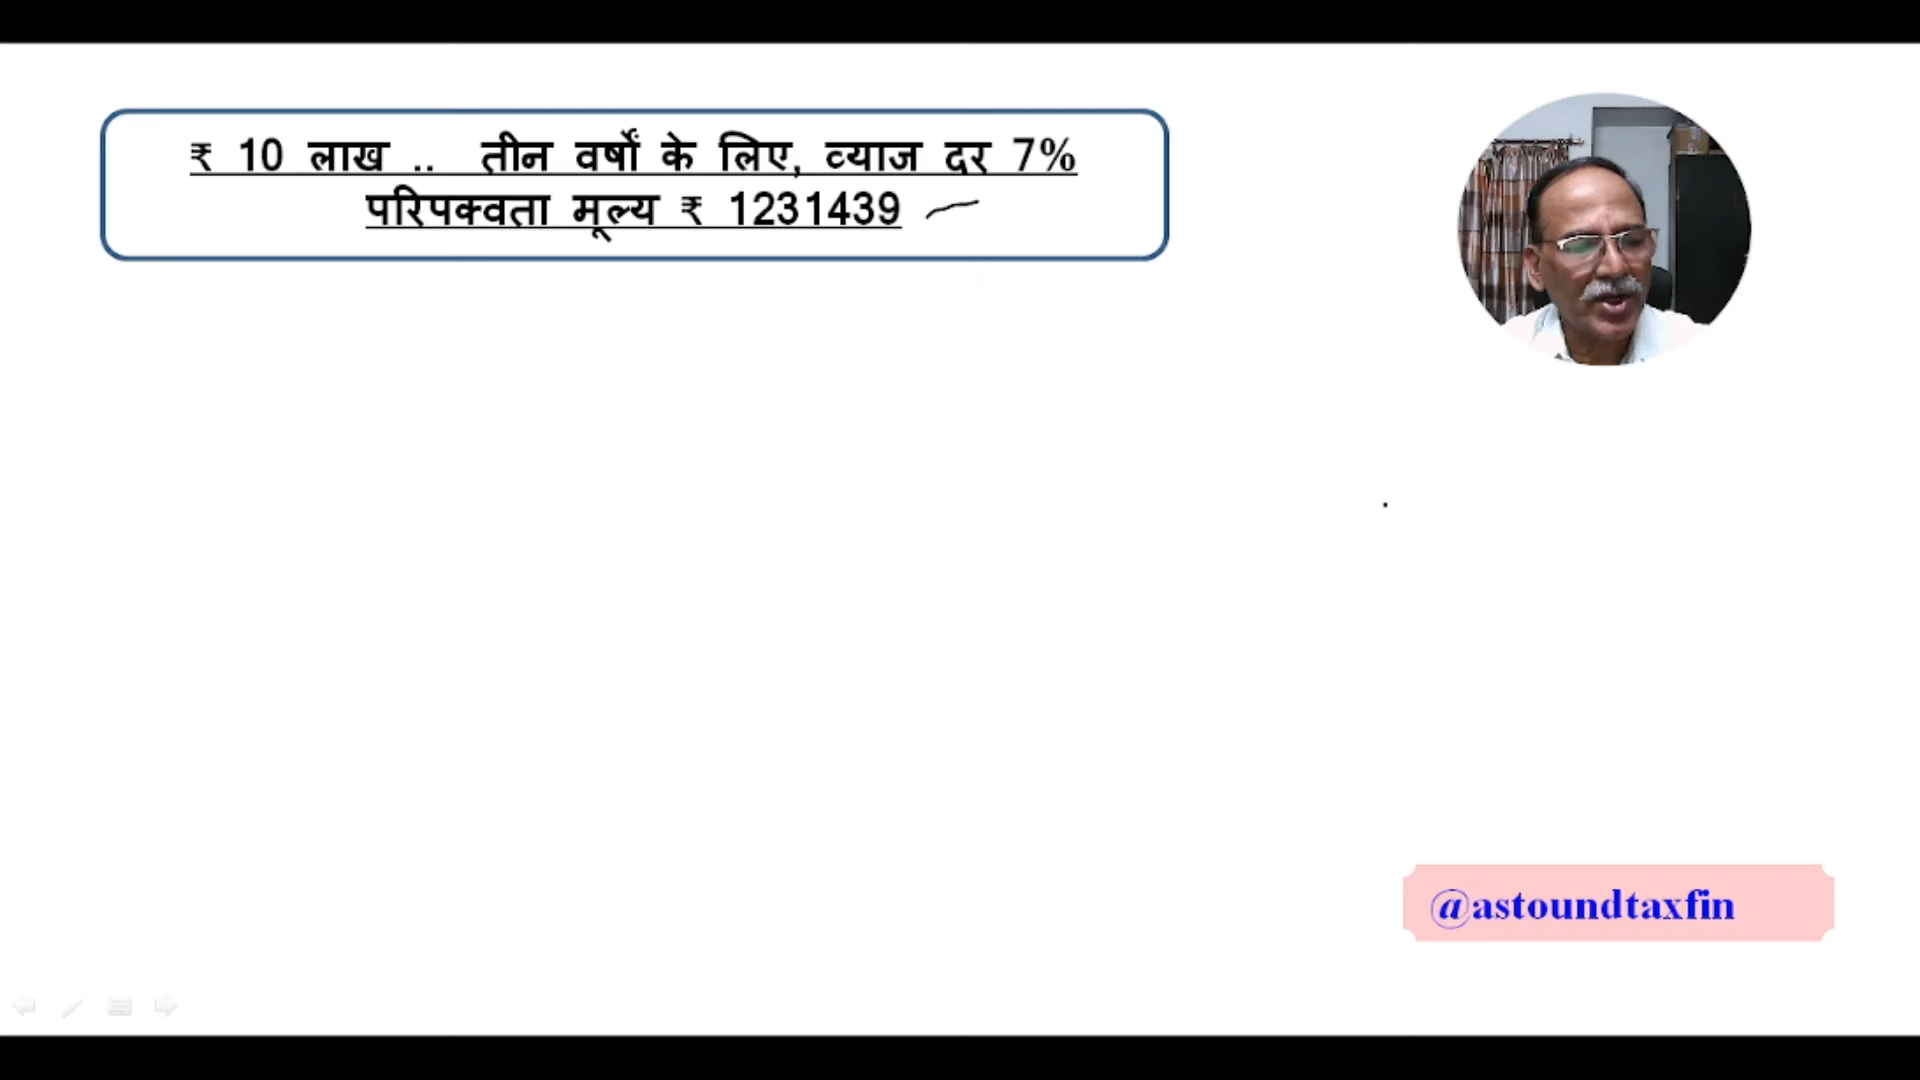 ₹ 10 लाख .. तीन वर्षों के लिए, व्याज दर 7%
परिपक्वता मूल्य ₹ 1231439
@astoundtaxfin